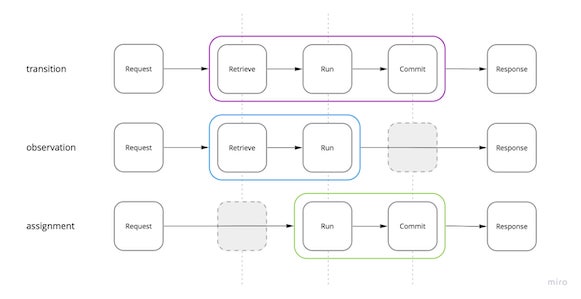 transition Request Retrieve Run Commit Response
observation Request Retrieve Run Response
assignment Request Run Commit Response
miro